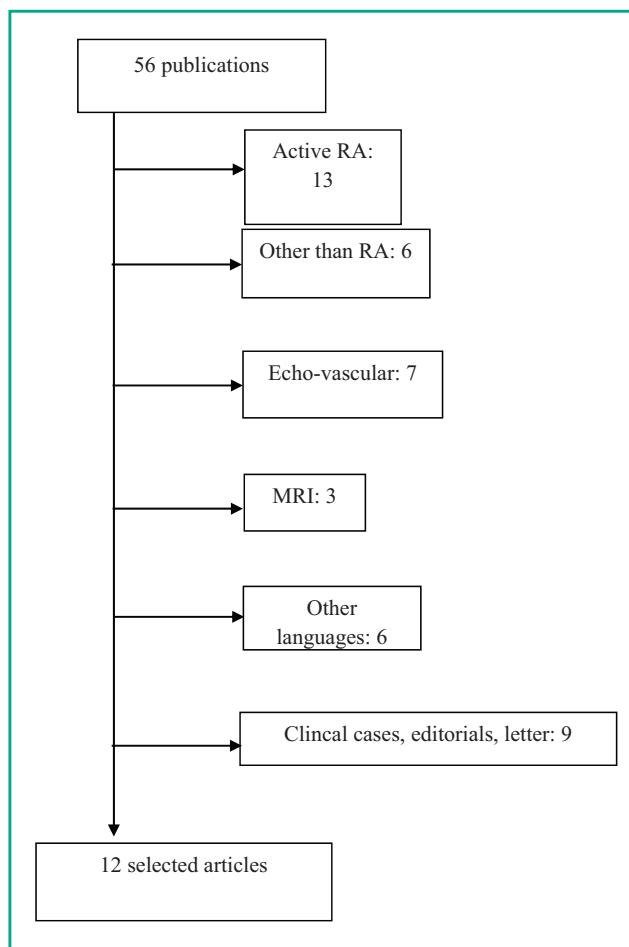 56 publications
Active RA:
13
Other than RA: 6
Echo-vascular: 7
MRI: 3
Other
languages: 6
Clincal cases, editorials, letter: 9
12 selected articles